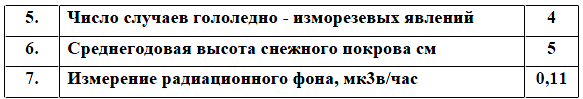 5. Число случаев гололедно - изморезевых явлений 4
6. Среднегодовая высота снежного покрова см 5
7. Измерение радиационного фона, мк3в/час 0,11